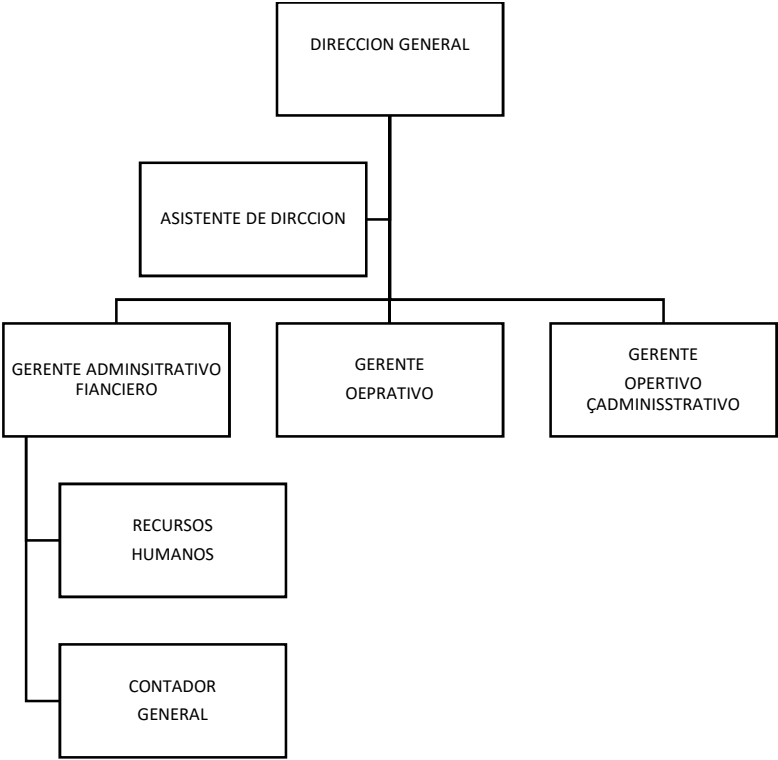 DIRECCION GENERAL
ASISTENTE DE DIRCCION
GERENTE ADMINSITRATIVO
FIANCIERO
GERENTE
OEPRATIVO
GERENTE
OPERTIVO
ÇADMINISSTRATIVO
RECURSOS
HUMANOS
CONTADOR
GENERAL